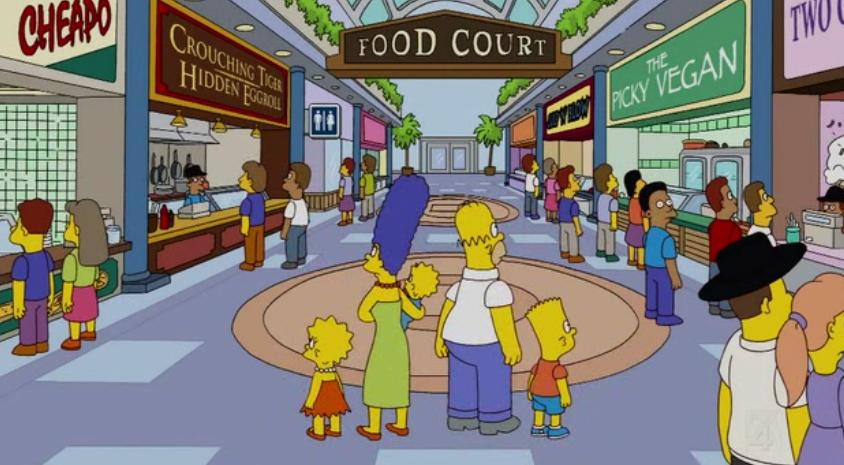 CHEAPO
CROUCHING TIGER
HIDDEN EGGROLL
FOOD COURT
THE
PICKY VEGAN
TWO